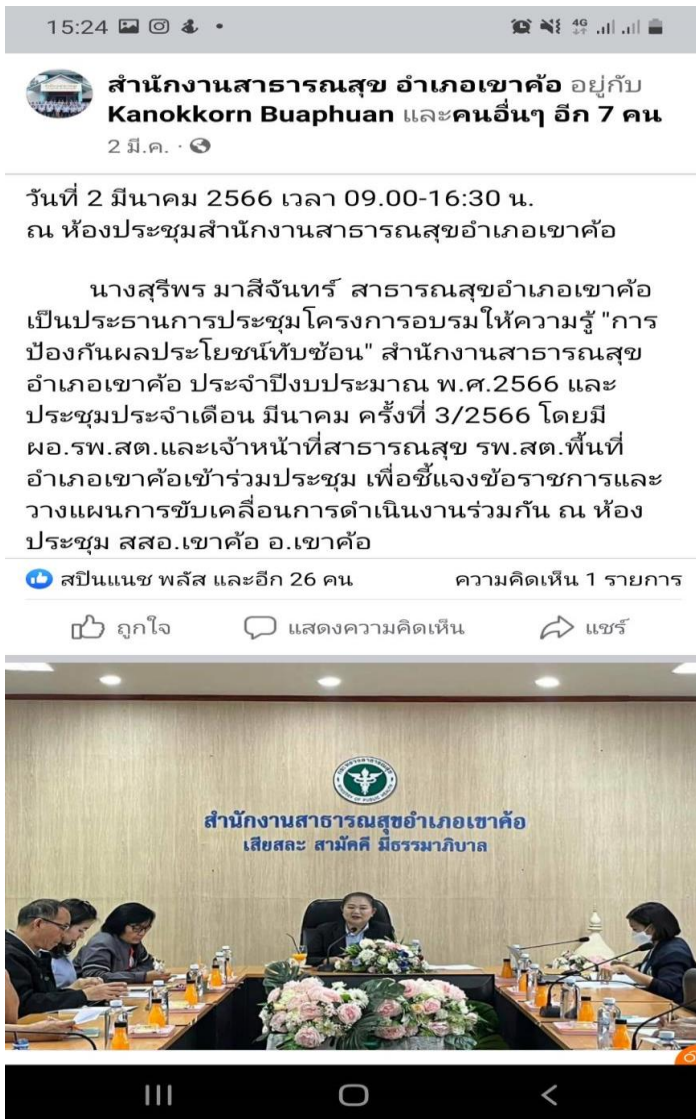 15:24
4G
สำนักงานสาธารณสุข อำเภอเขาค้อ อยู่กับ
Kanokkorn Buaphuan และคนอื่นๆ อีก 7 คน
2 มี.ค. ·
วันที่ 2 มีนาคม 2566 เวลา 09.00-16:30 น.
ณ ห้องประชุมสำนักงานสาธารณสุขอำเภอเขาค้อ
นางสุรีพร มาสีจันทร์ สาธารณสุขอำเภอเขาค้อ
เป็นประธานการประชุมโครงการอบรมให้ความรู้ "การ
ป้องกันผลประโยชน์ทับซ้อน" สำนักงานสาธารณสุข
อำเภอเขาค้อ ประจำปีงบประมาณ พ.ศ.2566 และ
ประชุมประจำเดือน มีนาคม ครั้งที่ 3/2566 โดยมี
ผอ.รพ.สต.และเจ้าหน้าที่สาธารณสุข รพ.สต.พื้นที่
อำเภอเขาค้อเข้าร่วมประชุม เพื่อชี้แจงข้อราชการและ
วางแผนการขับเคลื่อนการดำเนินงานร่วมกัน ณ ห้อง
ประชุม สสอ.เขาค้อ อ.เขาค้อ
สปินแนช พลัส และอีก 26 คน
ความคิดเห็น 1 รายการ
ถูกใจ
แสดงความคิดเห็น
แชร์
สำนักงานสาธารณสุขอำเภอเขาค้อ
เสียสละ สามัคคี มีธรรมาภิบาล